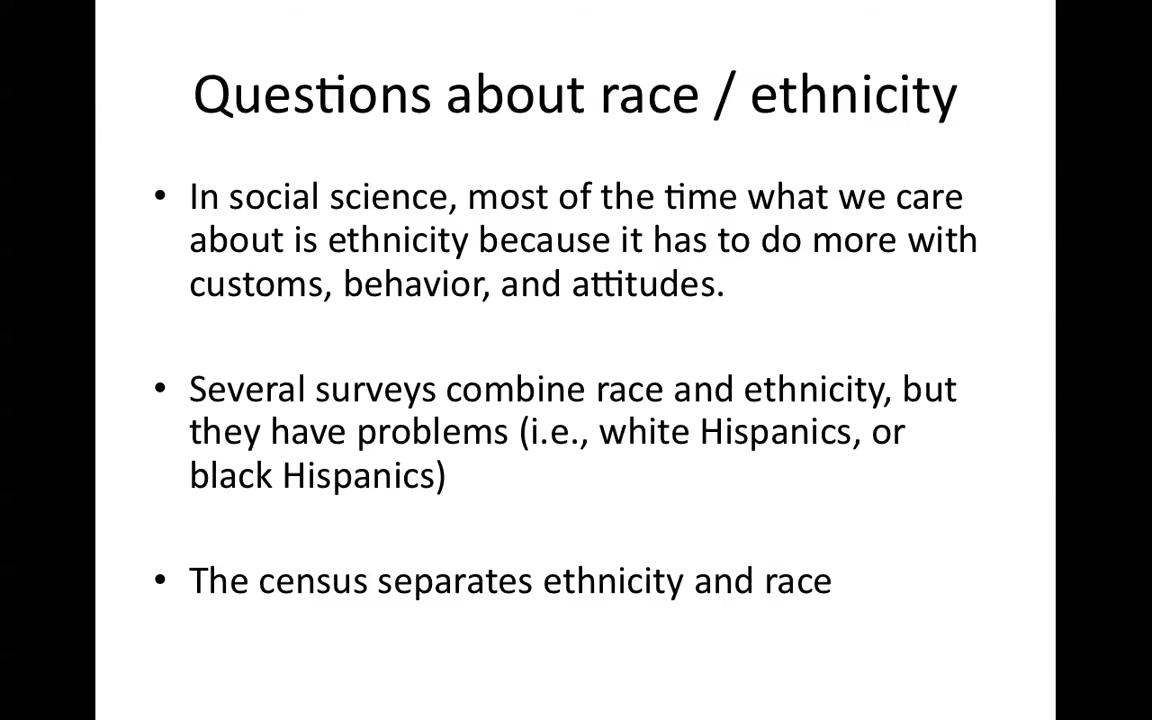 Questions about race / ethnicity
• In social science, most of the time what we care
about is ethnicity because it has to do more with
customs, behavior, and attitudes.
• Several surveys combine race and ethnicity, but
they have problems (i.e., white Hispanics, or
black Hispanics)
• The census separates ethnicity and race